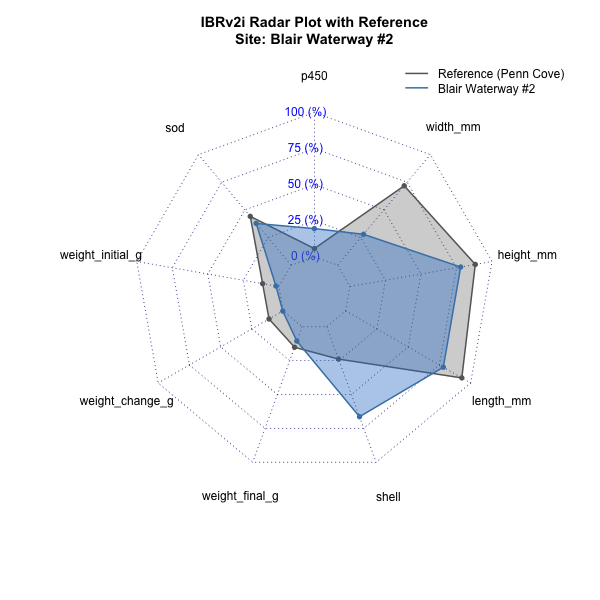 IBRv2i Radar Plot with Reference
Site: Blair Waterway #2
p450
Reference (Penn Cove)
Blair Waterway #2
sod
width_mm
100 (%)
75 (%)
50 (%)
25 (%)
0 (%)
weight_initial_g
height_mm
weight_change_g
length_mm
weight_final_g
shell